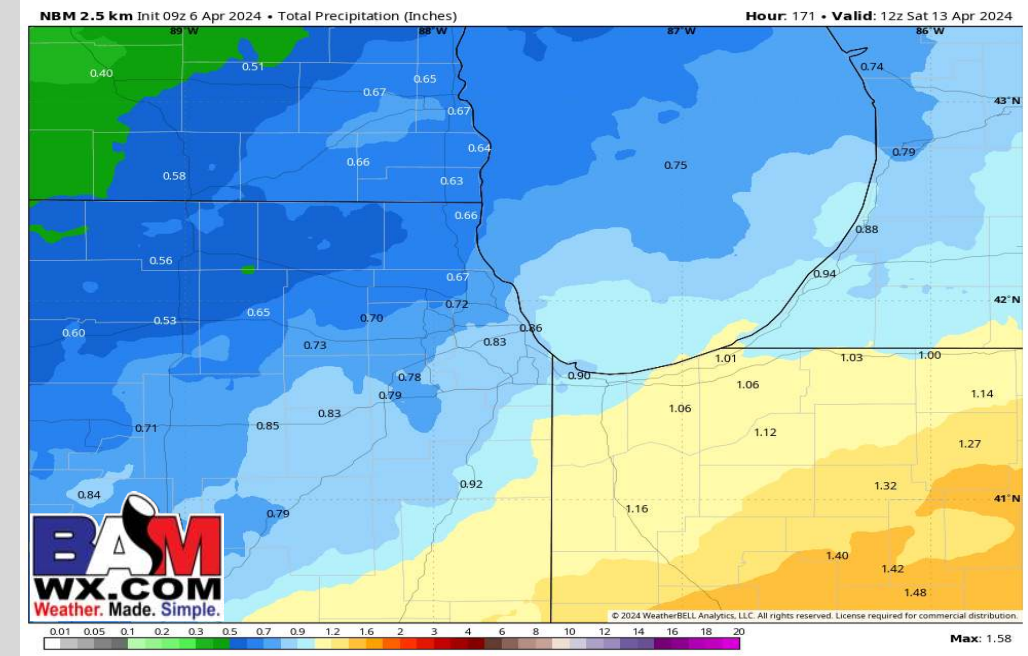 NBM 2.5 km Init 09z 6 Apr 2024 • Total Precipitation (Inches) Hour: 171 • Valid: 12z Sat 13 Apr 2024
89°W 88°W 87°W 86°W
0.40 0.51 0.65 0.74
0.67 43°N
0.67
0.64 0.79
0.66 0.75
0.58 0.63
0.66
0.88
0.56
0.67 0.94
0.72 42°N
0.60 0.53 0.65 0.70
0.86
0.73 0.83
1.01 1.03 1.00
0.78 0.90
0.79 1.06 1.14
0.83 1.06
0.71 0.85 1.12
1.27
0.92 1.32
0.84 41°N
0.79 1.16
1.40
1.42
1.48
BAM
WX.COM
Weather. Made. Simple.
© 2024 WeatherBELL Analytics, LLC. All rights reserved. License required for commercial distribution.
0.01 0.05 0.1 0.2 0.3 0.5 0.7 0.9 1.2 1.6 2 3 4 6 8 10 12 14 16 18 20
Max: 1.58